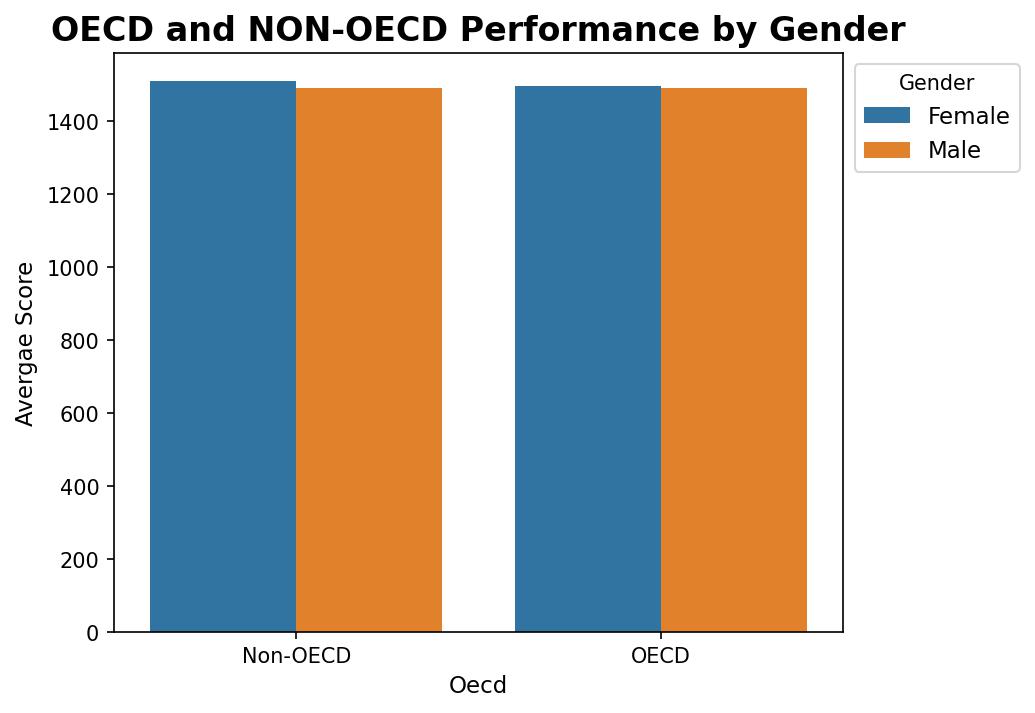 OECD and NON-OECD Performance by Gender
Gender
Female
Male
Avergae Score
1400
1200
1000
800
600
400
200
0
Non-OECD
OECD
Oecd